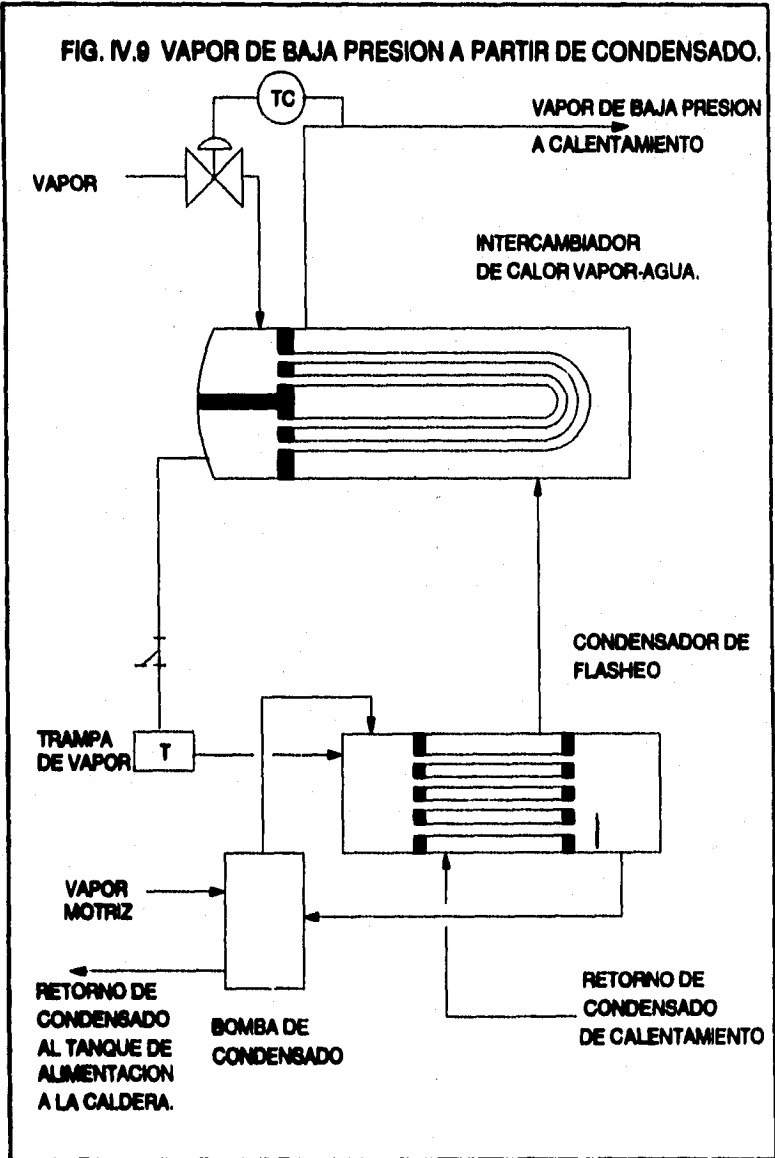 FIG. IV.9 VAPOR DE BAJA PRESION A PARTIR DE CONDENSADO.
TC
VAPOR DE BAJA PRESION
A CALENTAMIENTO
VAPOR
INTERCAMBIADOR
DE CALOR VAPOR-AGUA.
CONDENSADOR DE
FLASHEO
TRAMPA
DE VAPOR
T
VAPOR
MOTRIZ
RETORNO DE
CONDENSADO
AL TANQUE DE
ALIMENTACION
A LA CALDERA.
BOMBA DE
CONDENSADO
RETORNO DE
CONDENSADO
DE CALENTAMIENTO